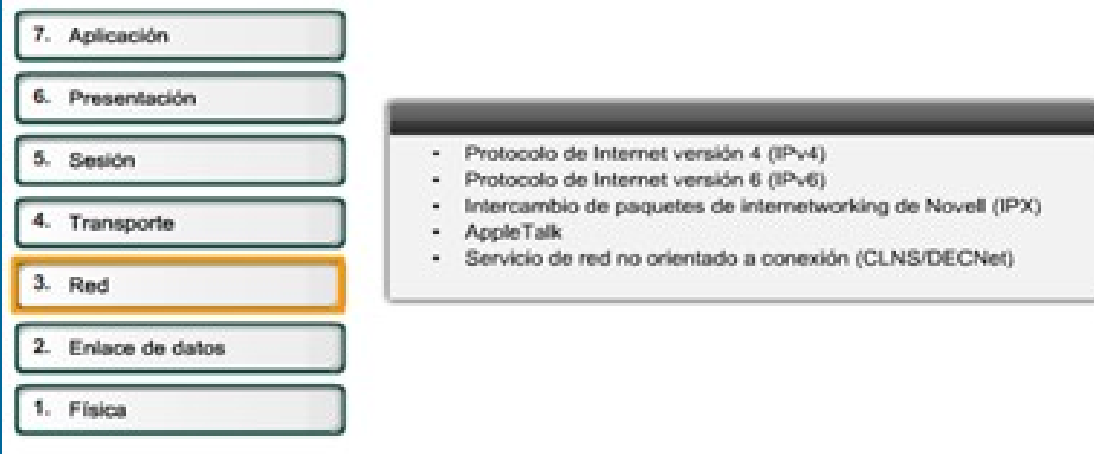 7. Aplicación
6. Presentación
5. Sesión
4. Transporte
3. Red
2. Enlace de datos
1. Física
- Protocolo de Internet versión 4 (IPv4)
- Protocolo de Internet versión 6 (IPv6)
- Intercambio de paquetes de internetworking de Novell (IPX)
- AppleTalk
- Servicio de red no orientado a conexión (CLNS/DECNet)